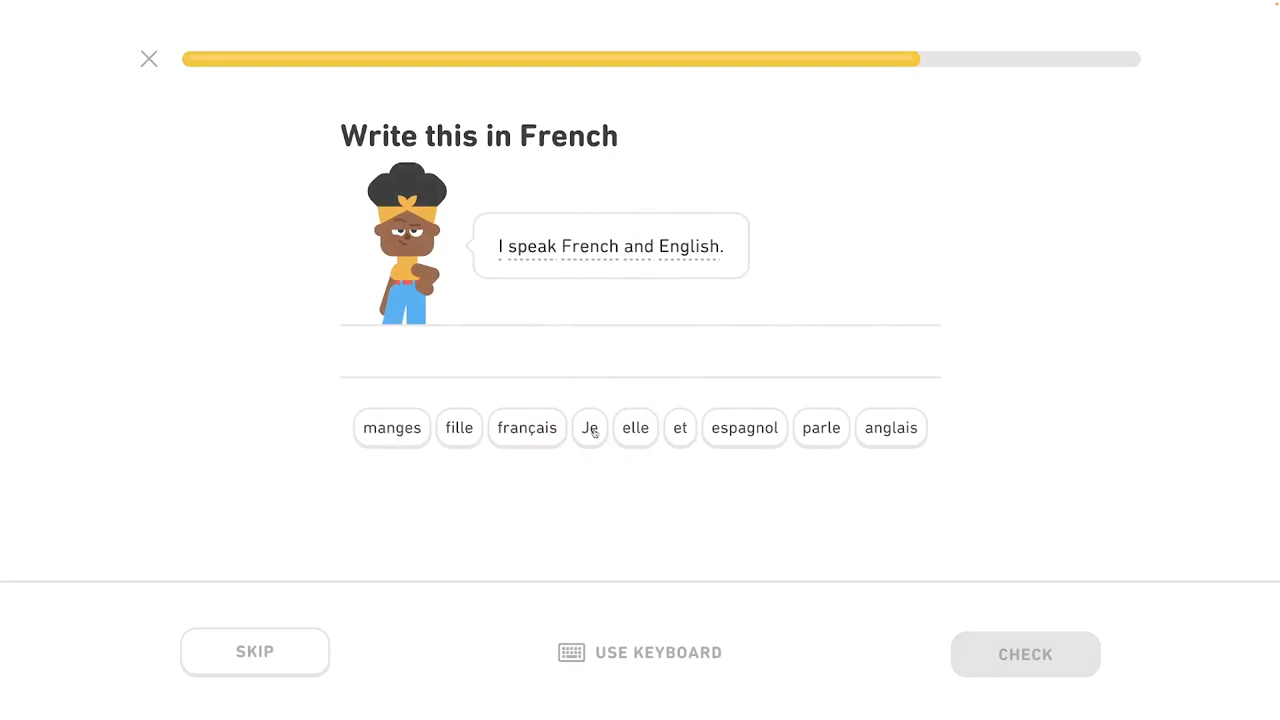 Write this in French
I speak French and English.
manges fille français Je elle et espagnol parle anglais
SKIP USE KEYBOARD CHECK